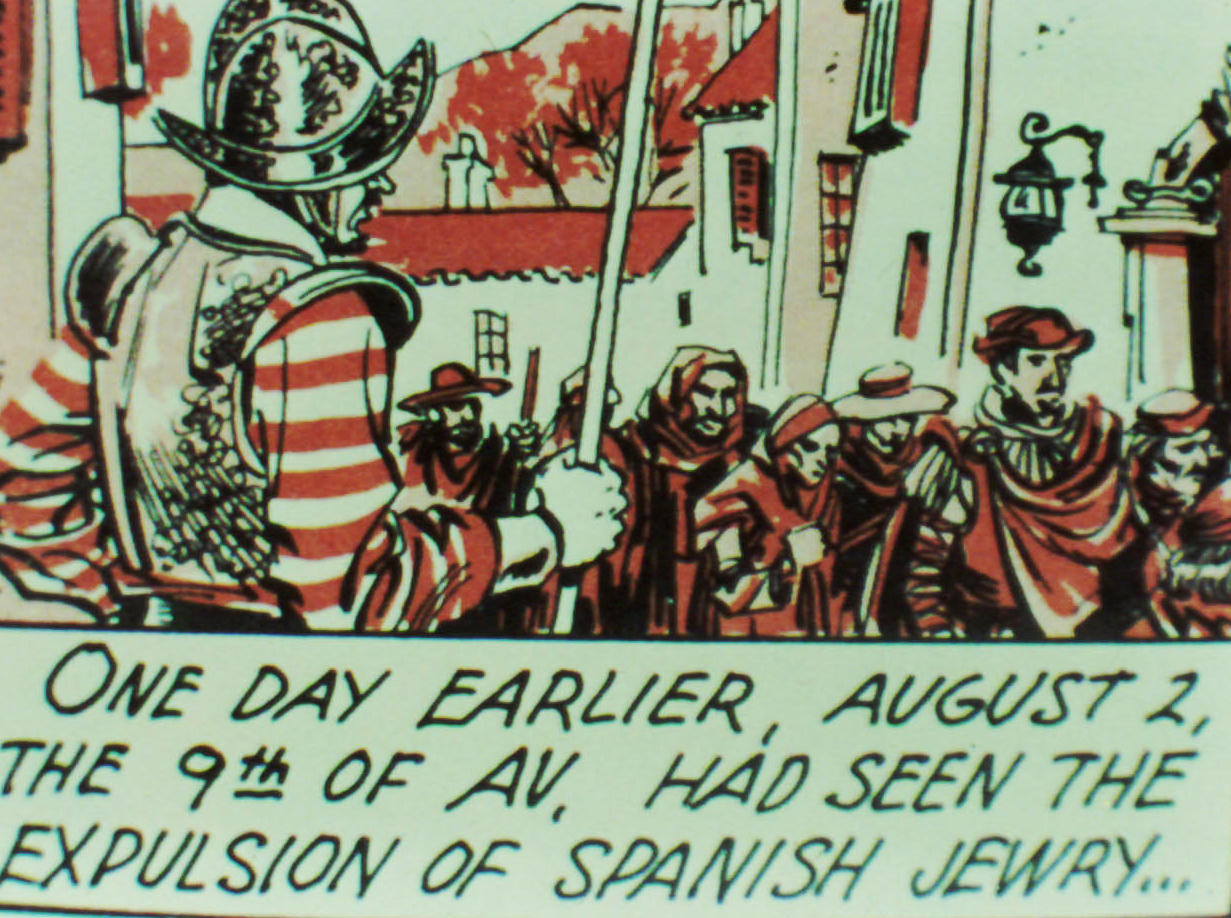 ONE DAY EARLIER, AUGUST 2,
THE 9th OF AV, HAD SEEN THE
EXPULSION OF SPANISH JEWRY...